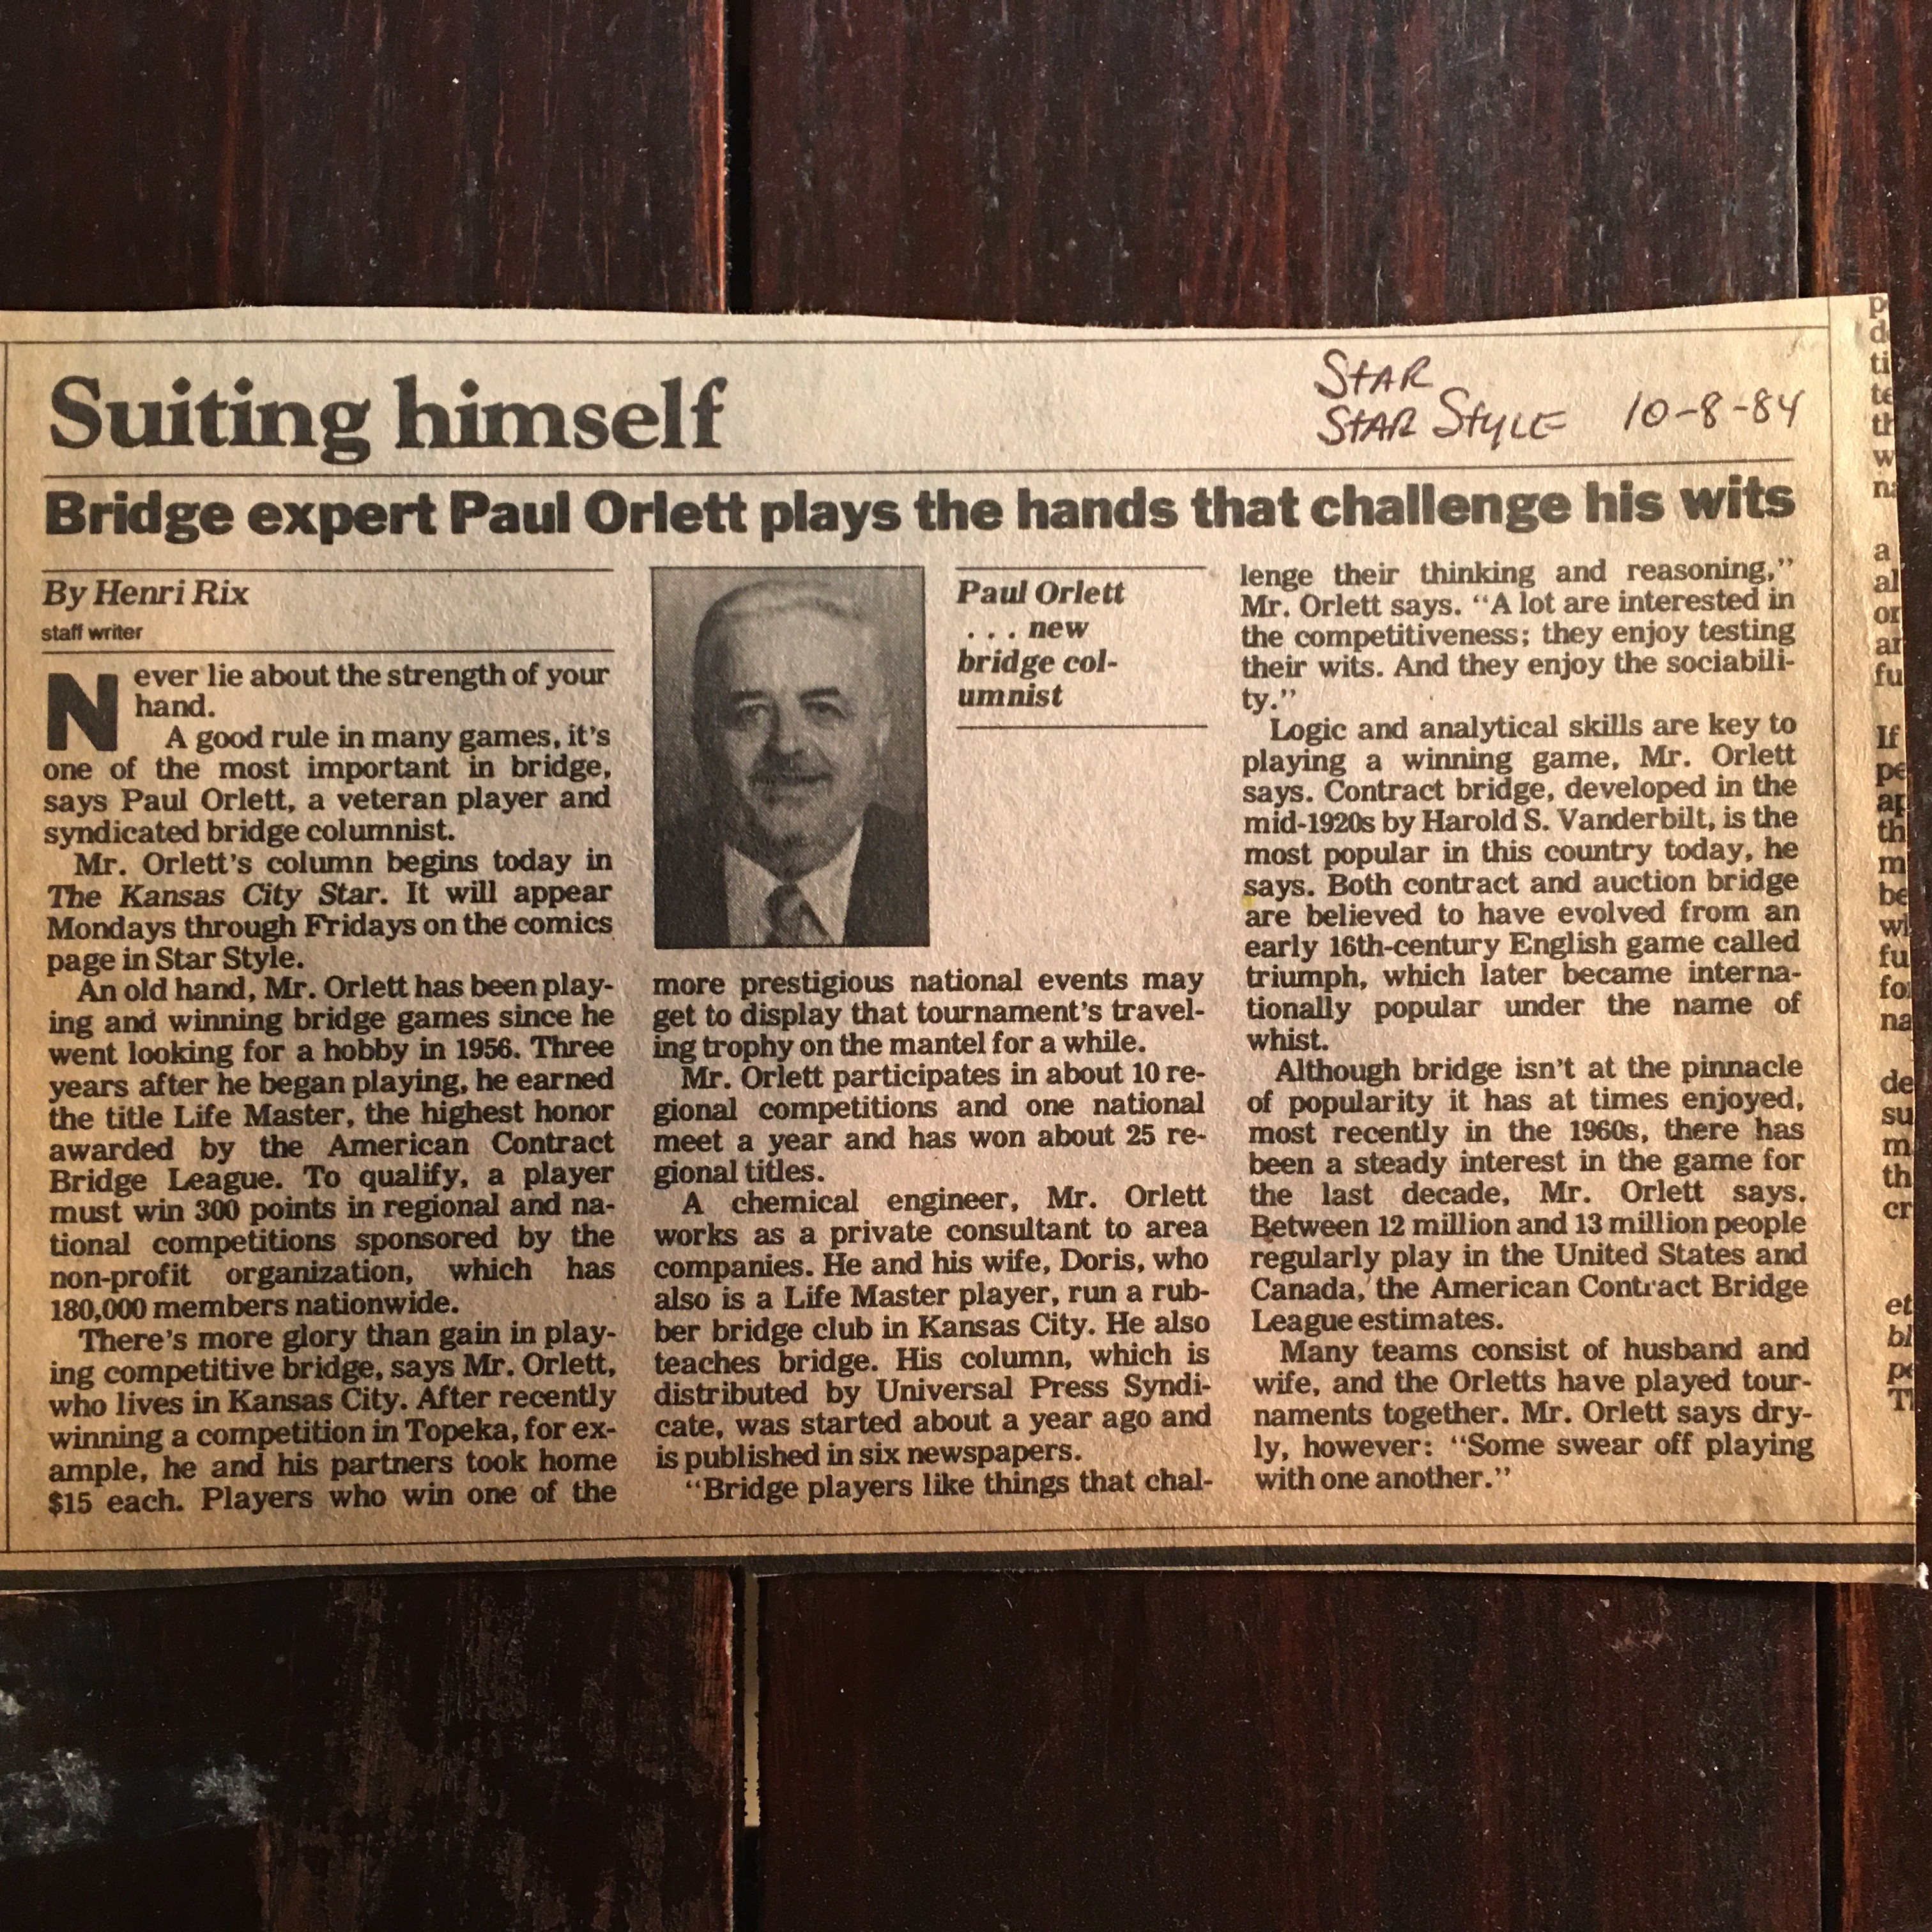 Suiting himself
STAR
STAR STYLE 10-8-84
Bridge expert Paul Orlett plays the hands that challenge his wits
By Henri Rix
staff writer
Never lie about the strength of your
hand.
A good rule in many games, it's
one of the most important in bridge,
says Paul Orlett, a veteran player and
syndicated bridge columnist.
Mr. Orlett's column begins today in
The Kansas City Star. It will appear
Mondays through Fridays on the comics
page in Star Style.
An old hand, Mr. Orlett has been play-
ing and winning bridge games since he
went looking for a hobby in 1956. Three
years after he began playing, he earned
the title Life Master, the highest honor
awarded by the American Contract
Bridge League. To qualify, a player
must win 300 points in regional and na-
tional competitions sponsored by the
non-profit organization, which has
180,000 members nationwide.
There's more glory than gain in play-
ing competitive bridge, says Mr. Orlett,
who lives in Kansas City. After recently
winning a competition in Topeka, for ex-
ample, he and his partners took home
$15 each. Players who win one of the
Paul Orlett
. . . new
bridge col-
umnist
more prestigious national events may
get to display that tournament's travel-
ing trophy on the mantel for a while.
Mr. Orlett participates in about 10 re-
gional competitions and one national
meet a year and has won about 25 re-
gional titles.
A chemical engineer, Mr. Orlett
works as a private consultant to area
companies. He and his wife, Doris, who
also is a Life Master player, run a rub-
ber bridge club in Kansas City. He also
teaches bridge. His column, which is
distributed by Universal Press Syndi-
cate, was started about a year ago and
is published in six newspapers.
“Bridge players like things that chal-
lenge their thinking and reasoning,”
Mr. Orlett says. “A lot are interested in
the competitiveness; they enjoy testing
their wits. And they enjoy the sociabili-
ty.”
Logic and analytical skills are key to
playing a winning game, Mr. Orlett
says. Contract bridge, developed in the
mid-1920s by Harold S. Vanderbilt, is the
most popular in this country today, he
says. Both contract and auction bridge
are believed to have evolved from an
early 16th-century English game called
triumph, which later became interna-
tionally popular under the name of
whist.
Although bridge isn't at the pinnacle
of popularity it has at times enjoyed,
most recently in the 1960s, there has
been a steady interest in the game for
the last decade, Mr. Orlett says.
Between 12 million and 13 million people
regularly play in the United States and
Canada, the American Contract Bridge
League estimates.
Many teams consist of husband and
wife, and the Orletts have played tour-
naments together. Mr. Orlett says dry-
ly, however: “Some swear off playing
with one another.”